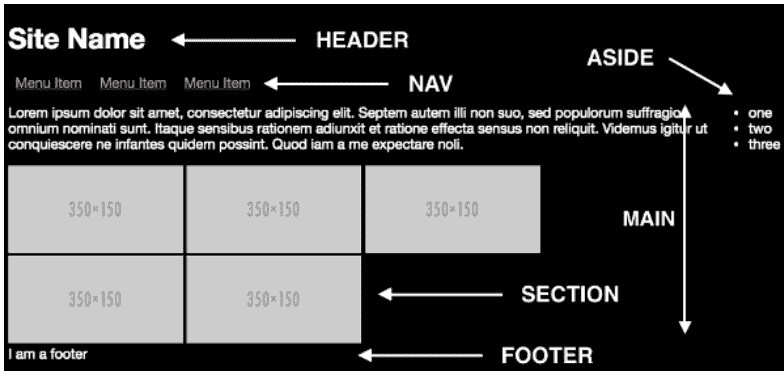 Site Name
HEADER
ASIDE
Menu Item Menu Item Menu Item
NAV
Lorem ipsum dolor sit amet, consectetur adipiscing elit. Septem autem illi non suo, sed populorum suffragio
omnium nominati sunt. Itaque sensibus rationem adiunxit et ratione effecta sensus non reliquit. Videmus igitur ut
conquiescere ne infantes quidem possint. Quod iam a me expectare noli.
• one
• two
• three
350×150 350×150 350×150
MAIN
350×150 350×150
SECTION
I am a footer
FOOTER